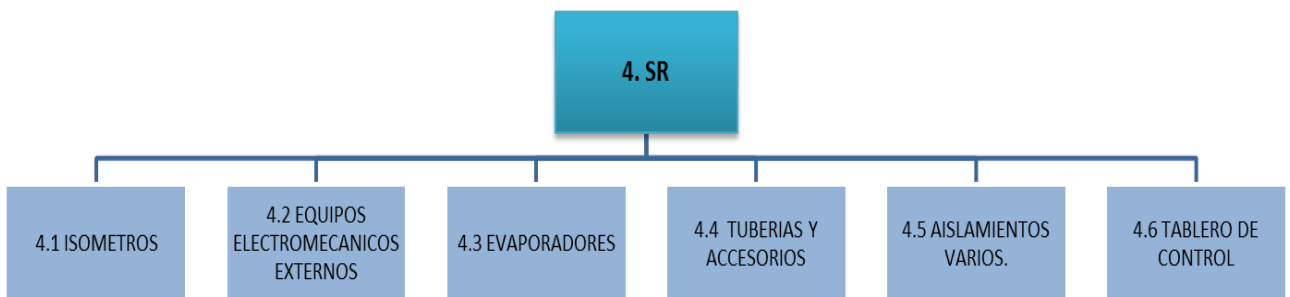 4. SR
4.1 ISOMETROS
4.2 EQUIPOS
ELECTROMECANICOS
EXTERNOS
4.3 EVAPORADORES
4.4 TUBERIAS Y
ACCESORIOS
4.5 AISLAMIENTOS
VARIOS.
4.6 TABLERO DE
CONTROL